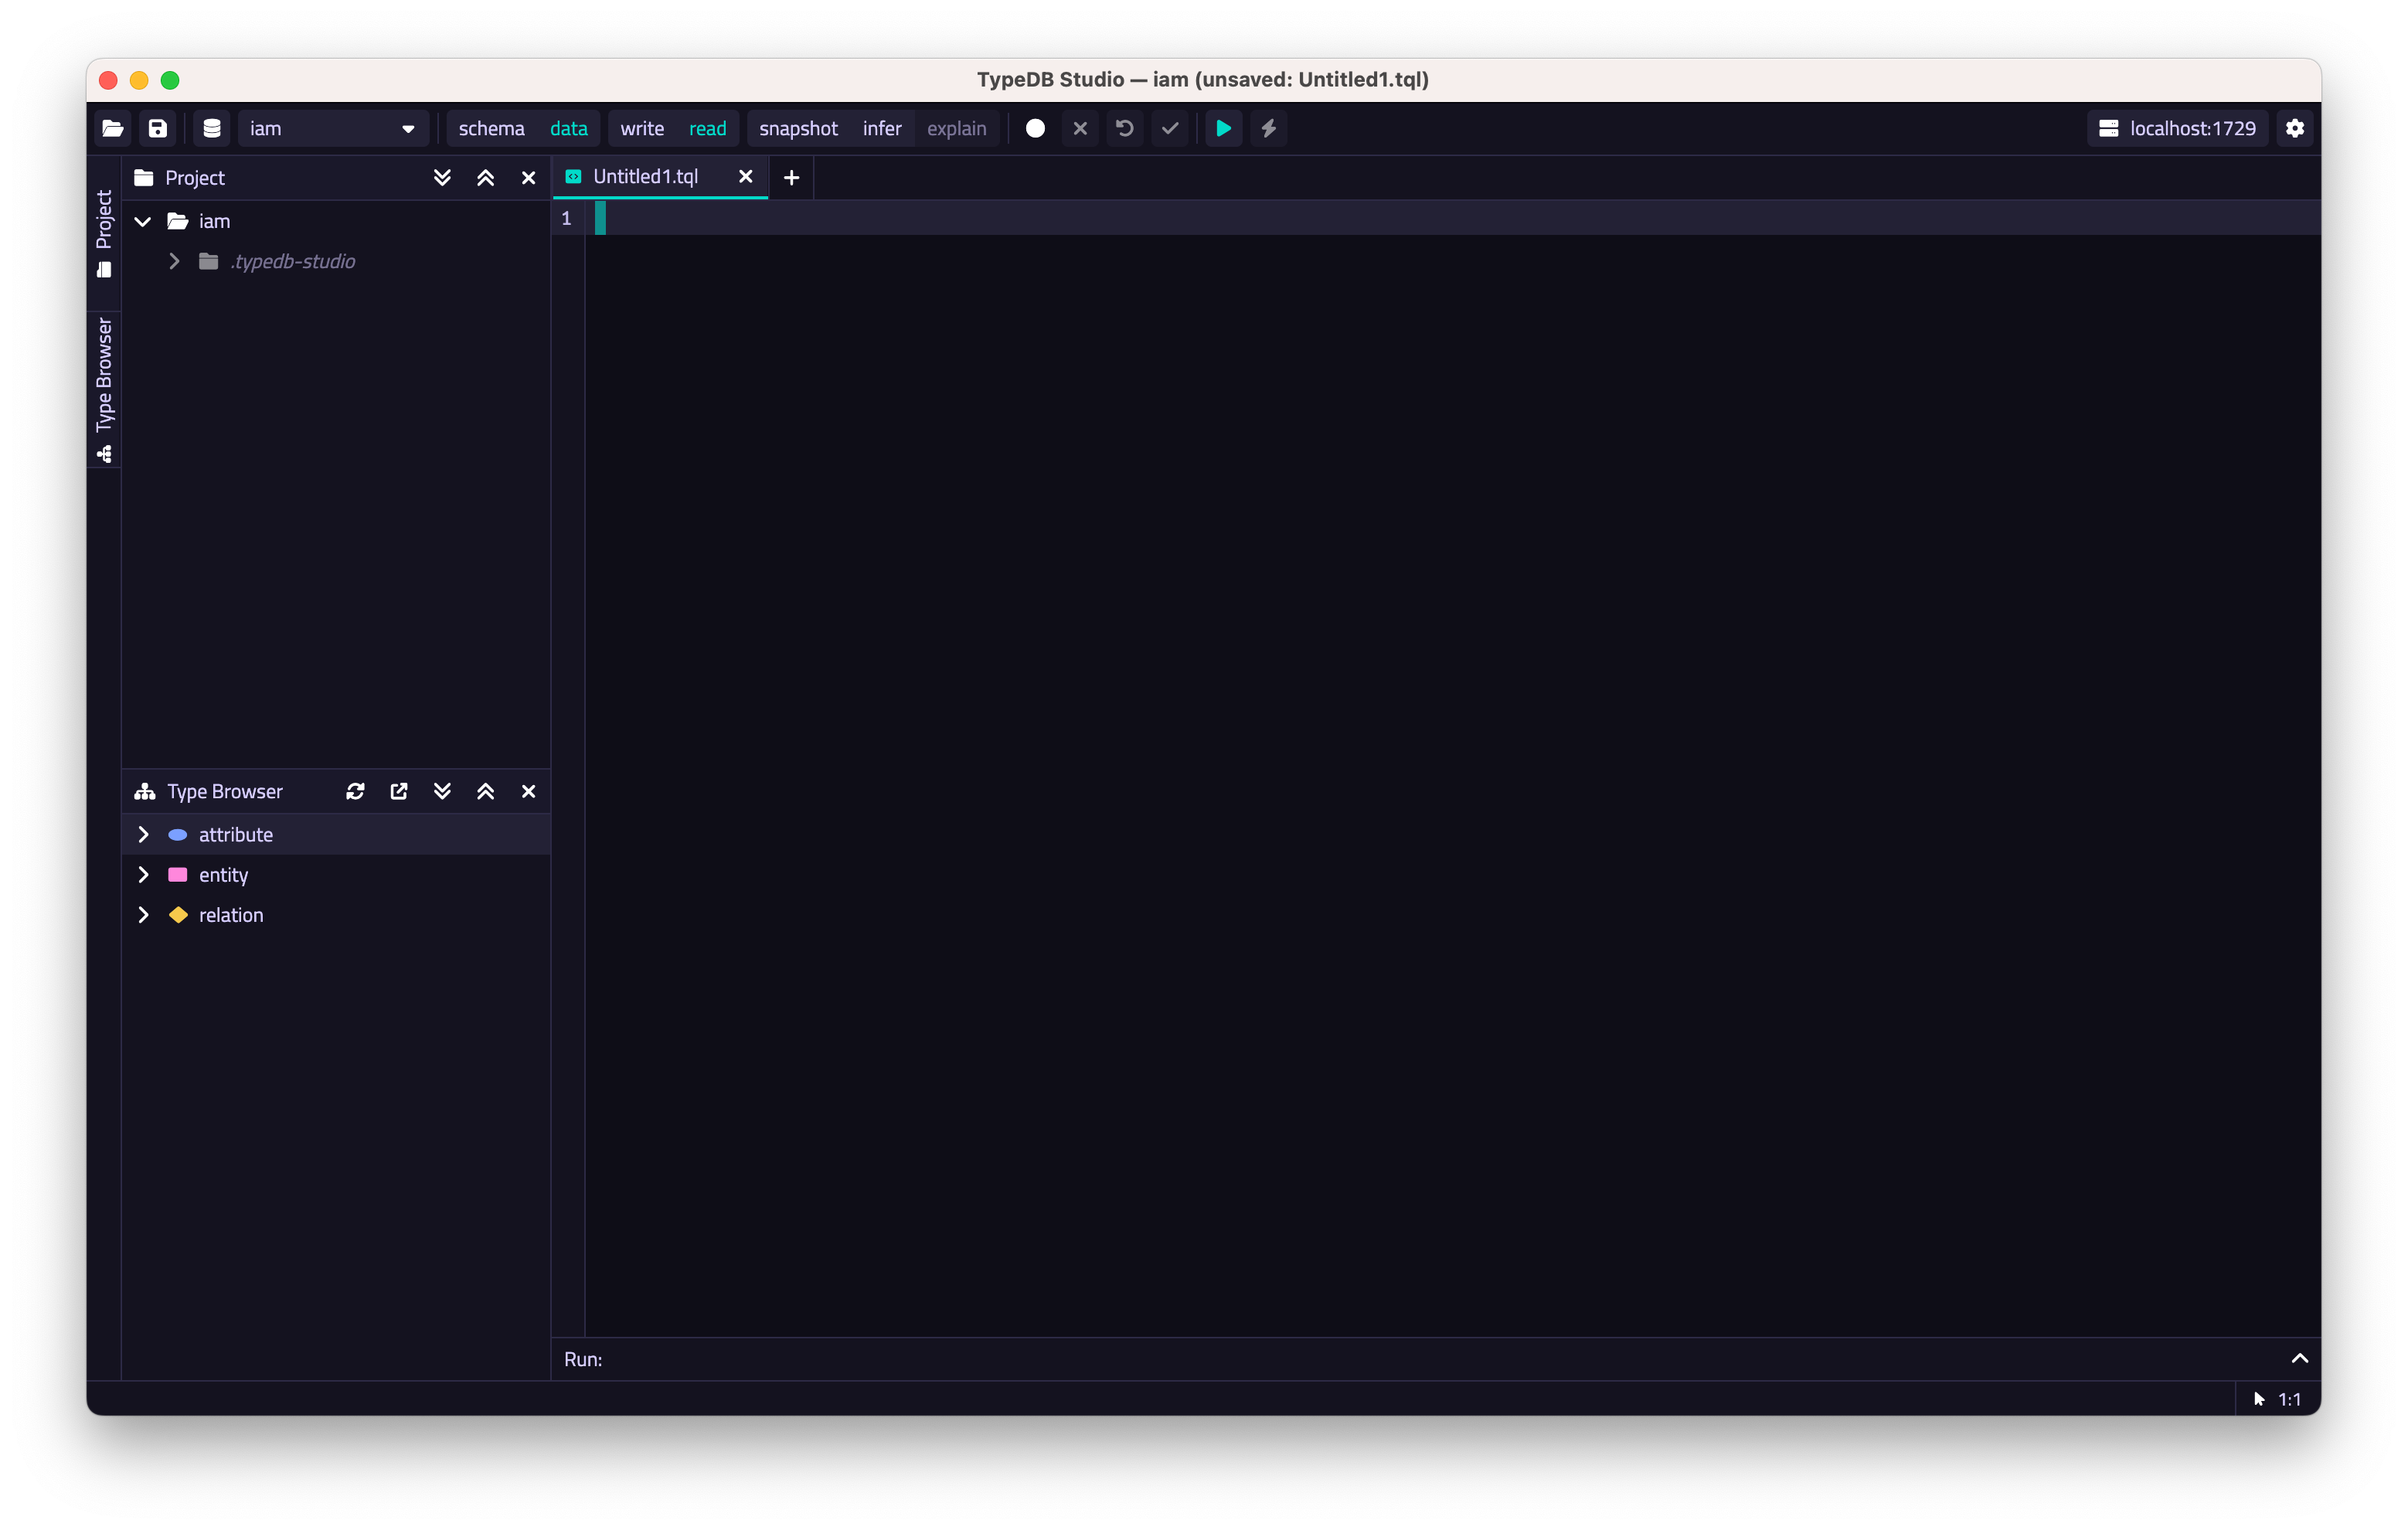 TypeDB Studio — iam (unsaved: Untitled1.tql)
iam schema data write read snapshot infer explain localhost:1729
Project
Type Browser
Project
iam
.typedb-studio
Untitled1.tql
1
Type Browser
attribute
entity
relation
Run:
1:1